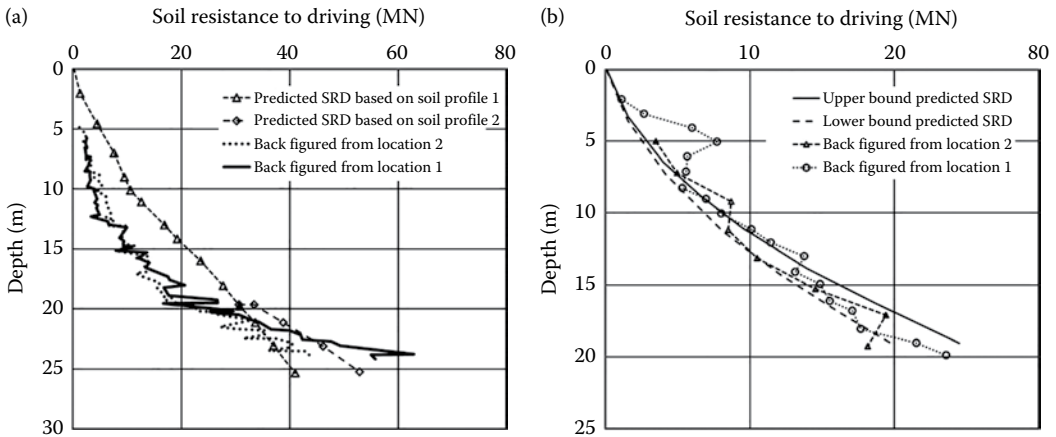 (a)
Soil resistance to driving (MN)
0 20 40 60 80
0
5
10
15
20
25
30
Depth (m)
Predicted SRD based on soil profile 1
Predicted SRD based on soil profile 2
Back figured from location 2
Back figured from location 1
(b)
Soil resistance to driving (MN)
0 10 20 80
0
5
10
15
20
25
Depth (m)
Upper bound predicted SRD
Lower bound predicted SRD
Back figured from location 2
Back figured from location 1